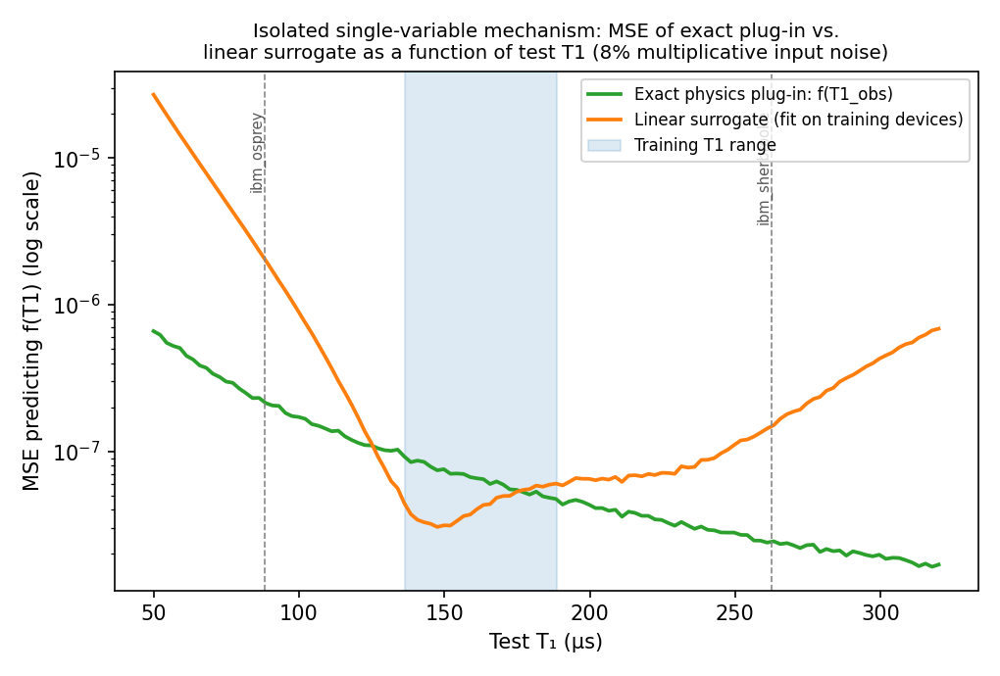 Isolated single-variable mechanism: MSE of exact plug-in vs.
linear surrogate as a function of test T1 (8% multiplicative input noise)
Exact physics plug-in: f(T1_obs)
Linear surrogate (fit on training devices)
Training T1 range
ibm_osprey
MSE predicting f(T1) (log scale)
10⁻⁵
10⁻⁶
10⁻⁷
50
100
150
200
250
300
Test T₁ (μs)